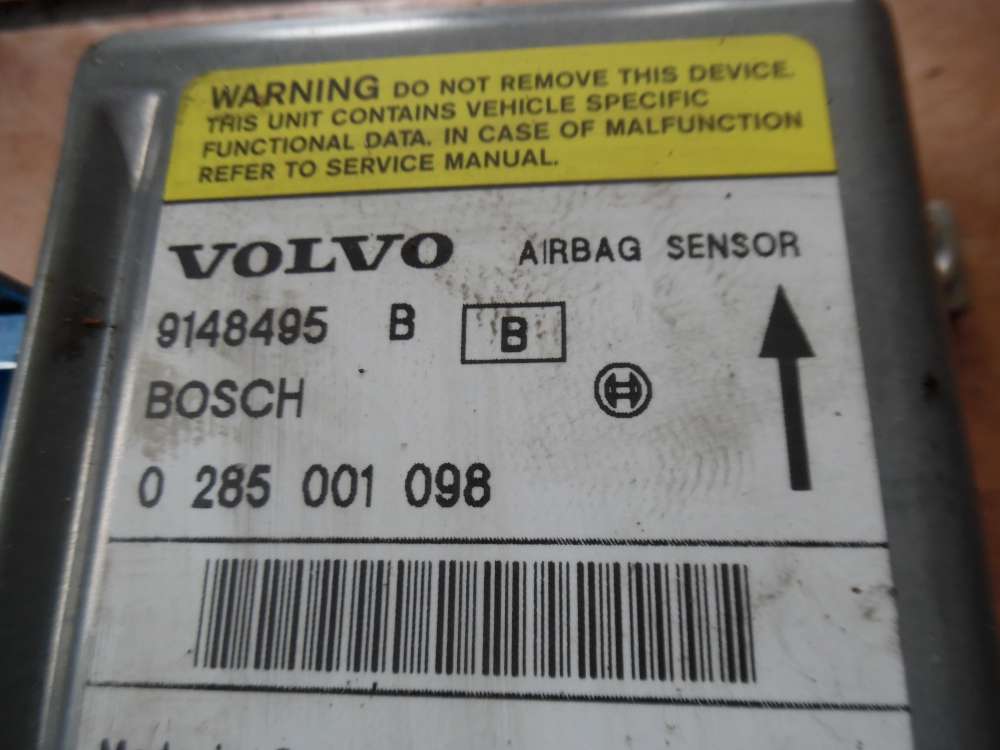 WARNING DO NOT REMOVE THIS DEVICE.
THIS UNIT CONTAINS VEHICLE SPECIFIC
FUNCTIONAL DATA. IN CASE OF MALFUNCTION
REFER TO SERVICE MANUAL.
VOLVO AIRBAG SENSOR
9148495 B B
BOSCH
0 285 001 098